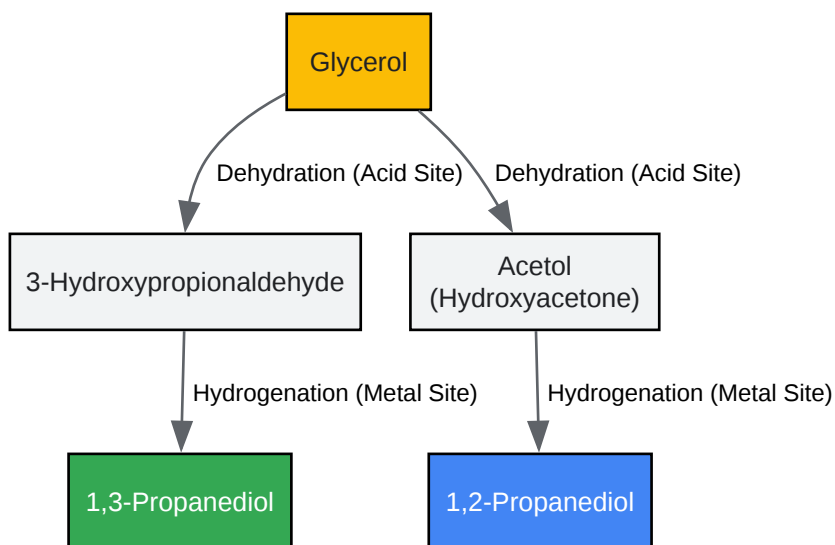 Glycerol
Dehydration (Acid Site)
Dehydration (Acid Site)
3-Hydroxypropionaldehyde
Acetol
(Hydroxyacetone)
Hydrogenation (Metal Site)
Hydrogenation (Metal Site)
1,3-Propanediol
1,2-Propanediol